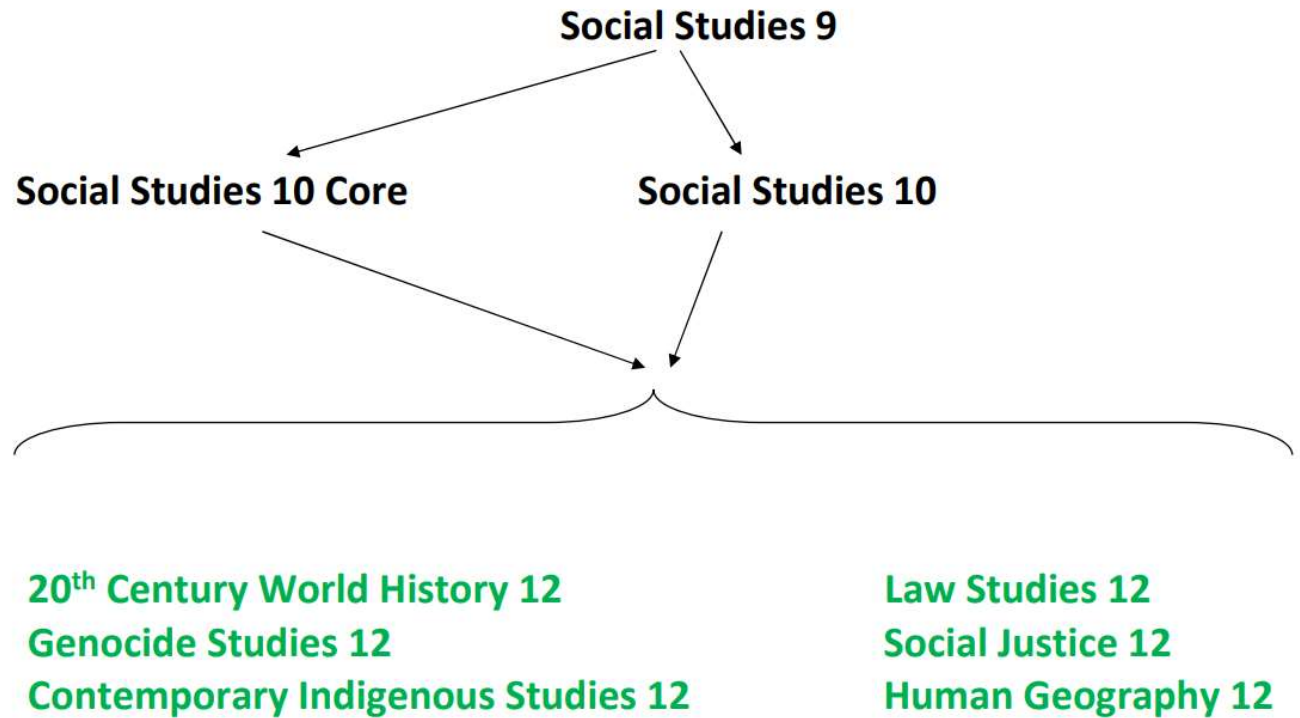 Social Studies 9
Social Studies 10 Core
Social Studies 10
20th Century World History 12
Genocide Studies 12
Contemporary Indigenous Studies 12
Law Studies 12
Social Justice 12
Human Geography 12